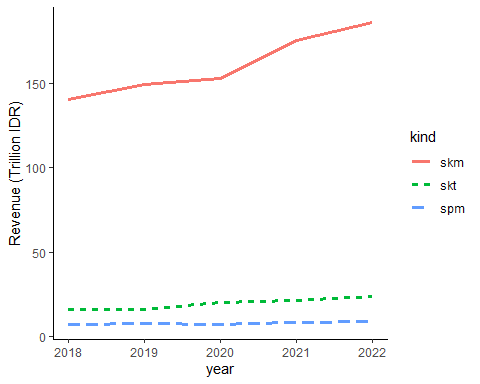 Revenue (Trillion IDR)
150
100
50
0
2018 2019 2020 2021 2022
year
kind
skm
skt
spm